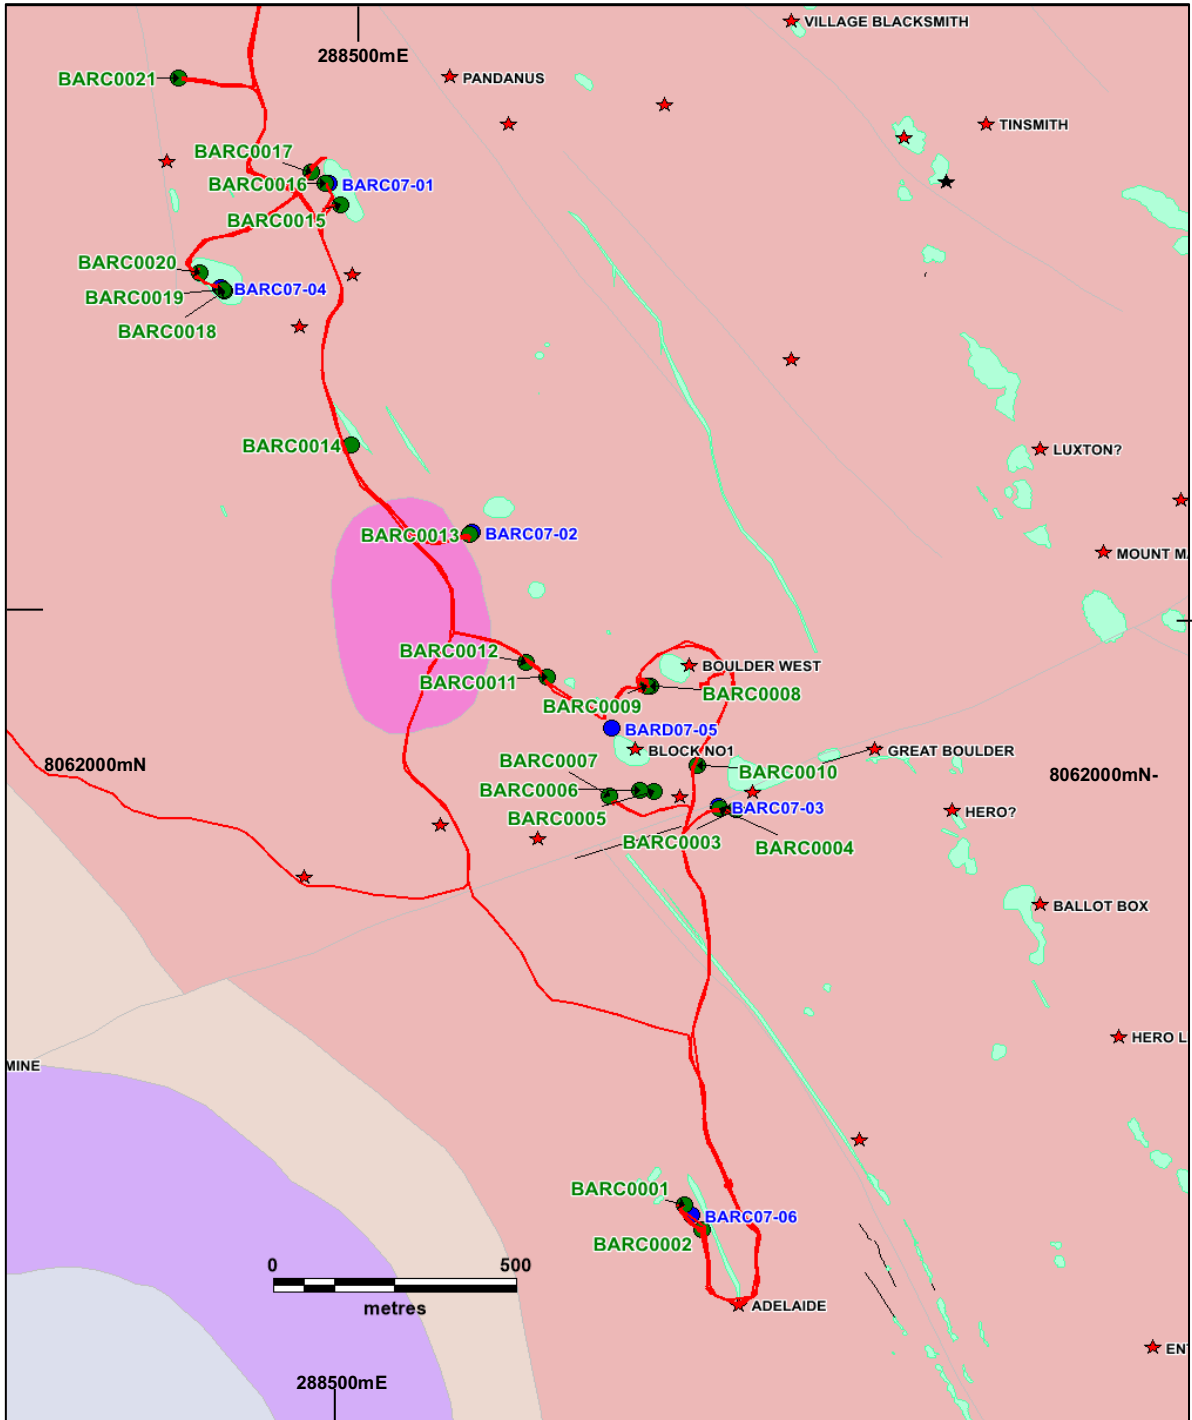 VILLAGE BLACKSMITH
288500mE
BARC0021
PANDANUS
TINSMITH
BARC0017
BARC0016
BARC07-01
BARC0015
BARC0020
BARC0019
BARC07-04
BARC0018
BARC0014
LUXTON?
BARC0013
BARC07-02
MOUNT MA
BARC0012
BOULDER WEST
BARC0011
BARC0008
BARC0009
BARD07-05
BLOCK NO1
GREAT BOULDER
BARC0007
8062000mN
BARC0010
8062000mN-
BARC0006
BARC07-03
HERO?
BARC0005
BARC0003
BARC0004
BALLOT BOX
HERO L
MINE
BARC0001
BARC07-06
BARC0002
0 500
metres
ADELAIDE
ENT
288500mE